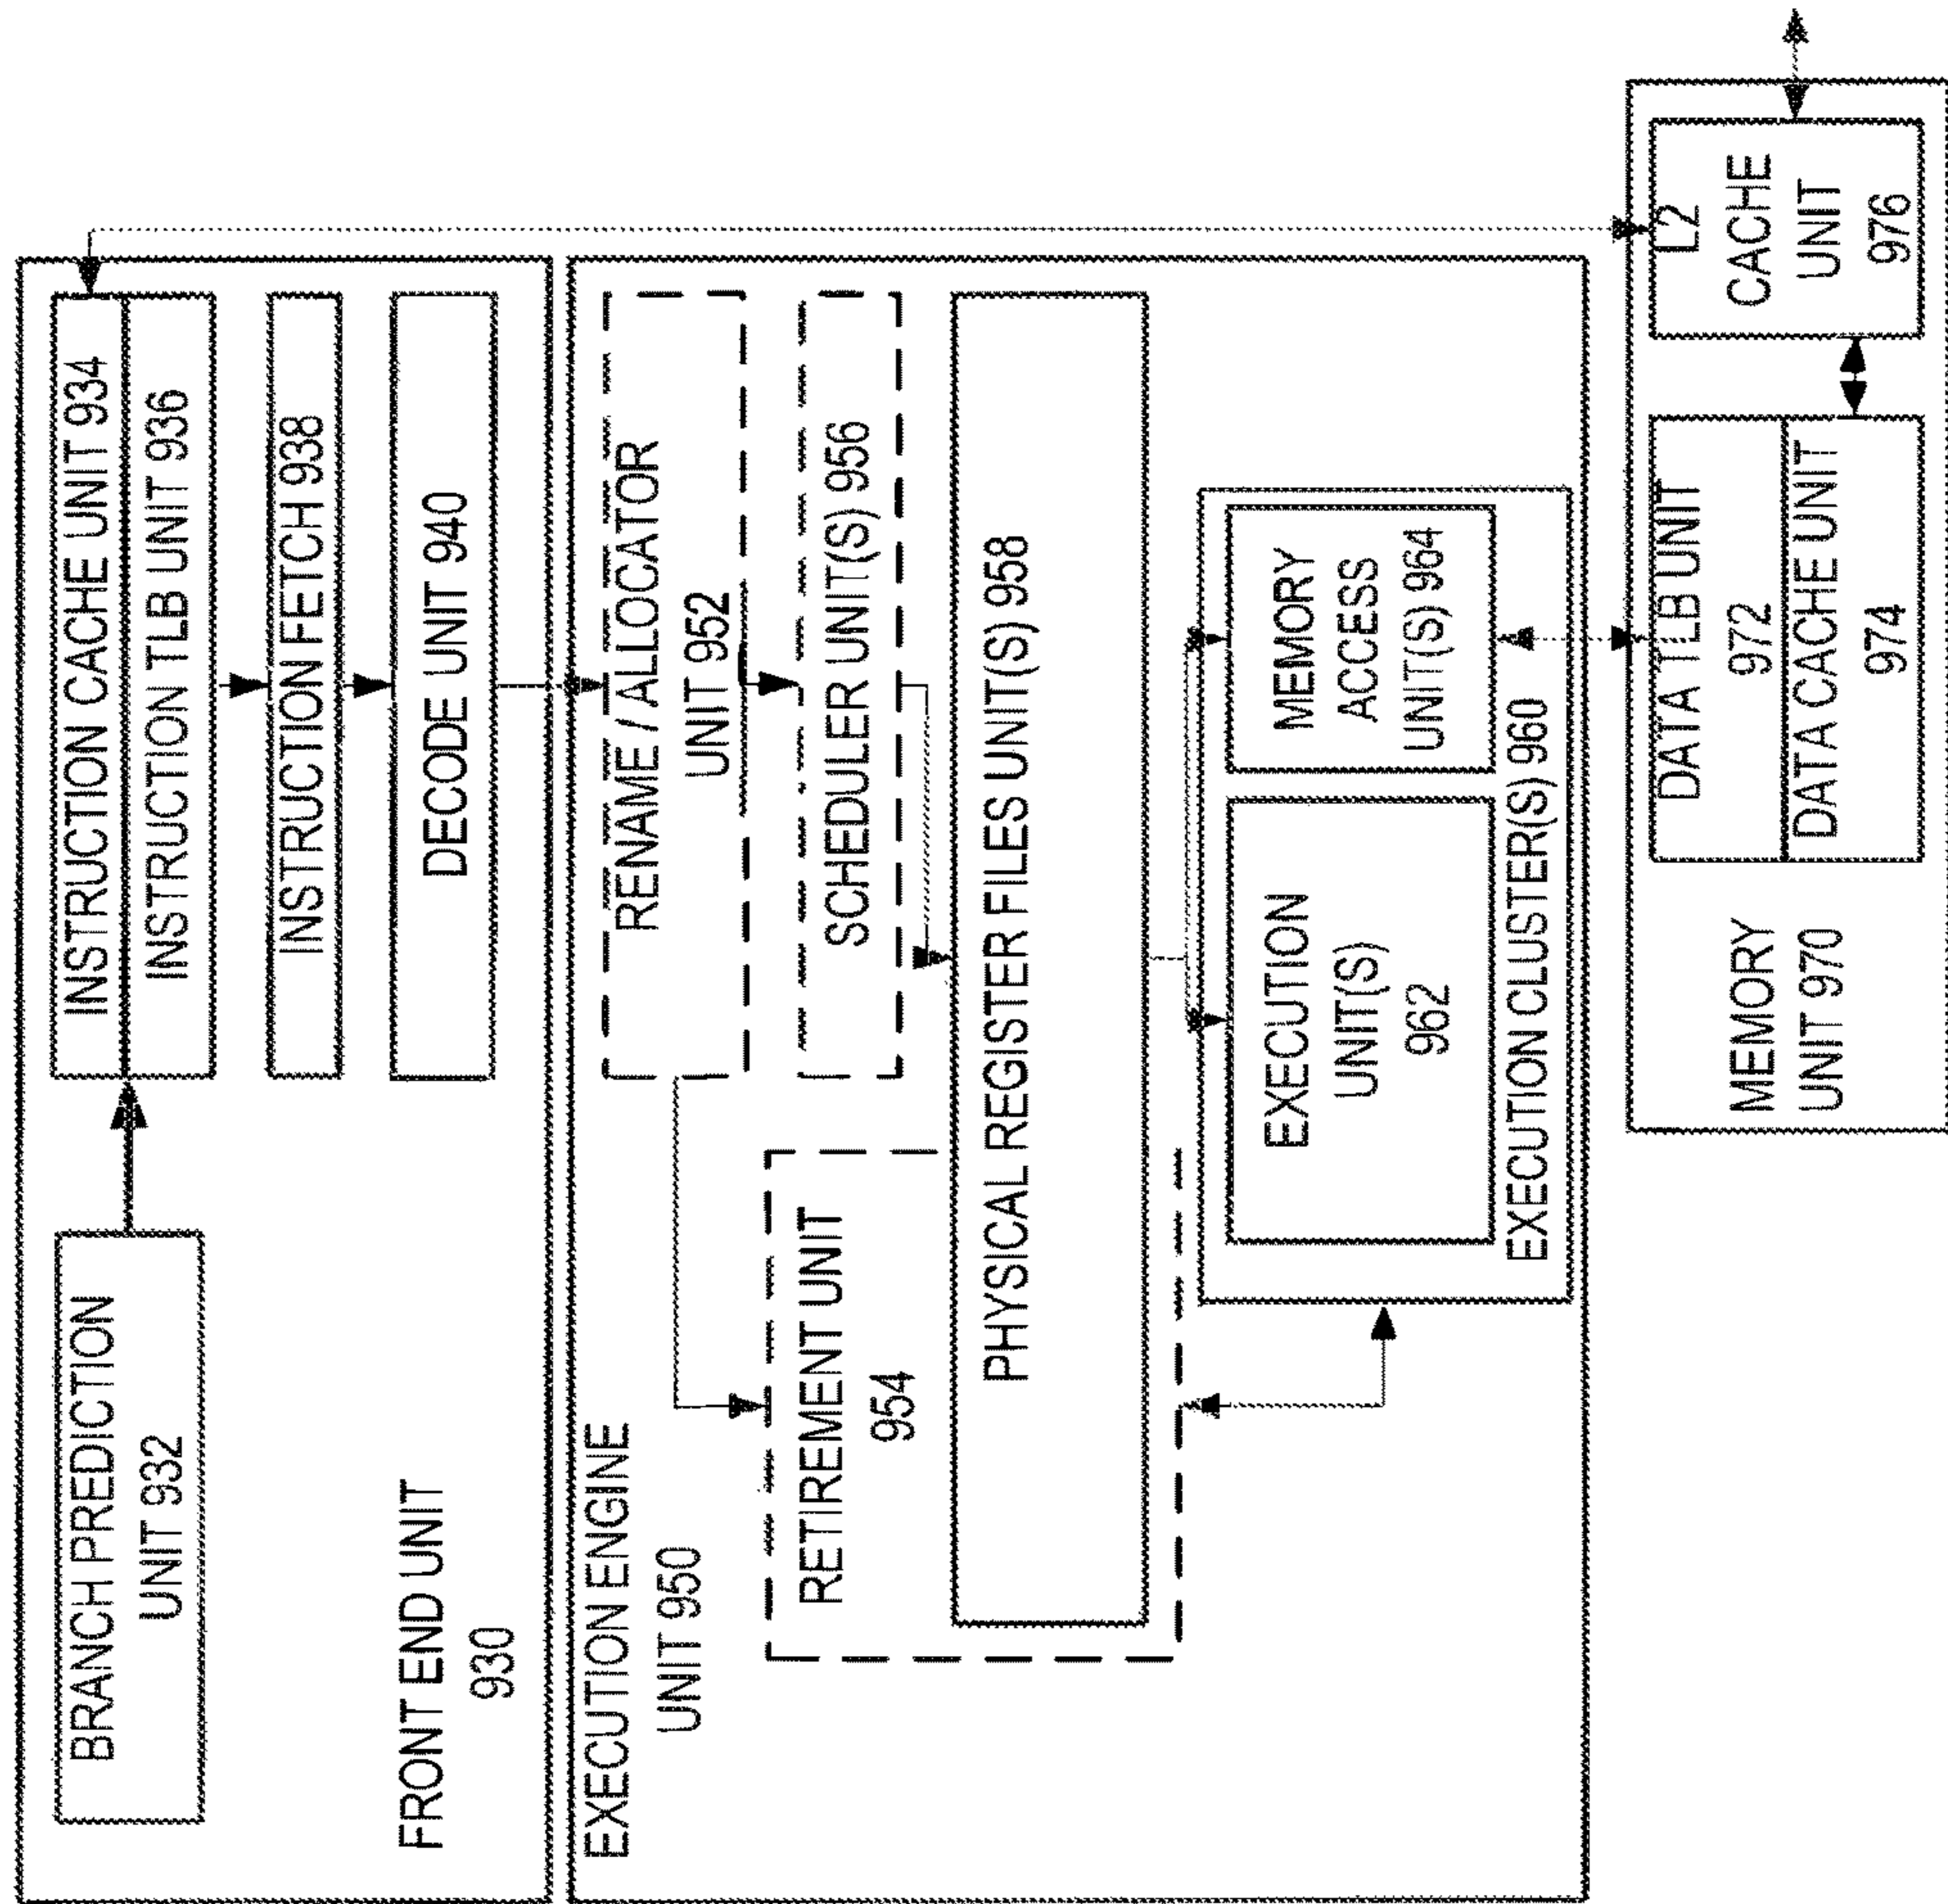 BRANCH PREDICTION
UNIT 932
INSTRUCTION CACHE UNIT 934
INSTRUCTION TLB UNIT 936
INSTRUCTION FETCH 938
DECODE UNIT 940
FRONT END UNIT
930
EXECUTION ENGINE
UNIT 950
RENAME / ALLOCATOR
UNIT 952
RETIREMENT UNIT
954
SCHEDULER UNIT(S) 956
PHYSICAL REGISTER FILES UNIT(S) 958
EXECUTION
UNIT(S)
962
MEMORY
ACCESS
UNIT(S) 964
EXECUTION CLUSTER(S) 960
MEMORY
UNIT 970
DATA TLB UNIT
972
DATA CACHE UNIT
974
L2
CACHE
UNIT
976